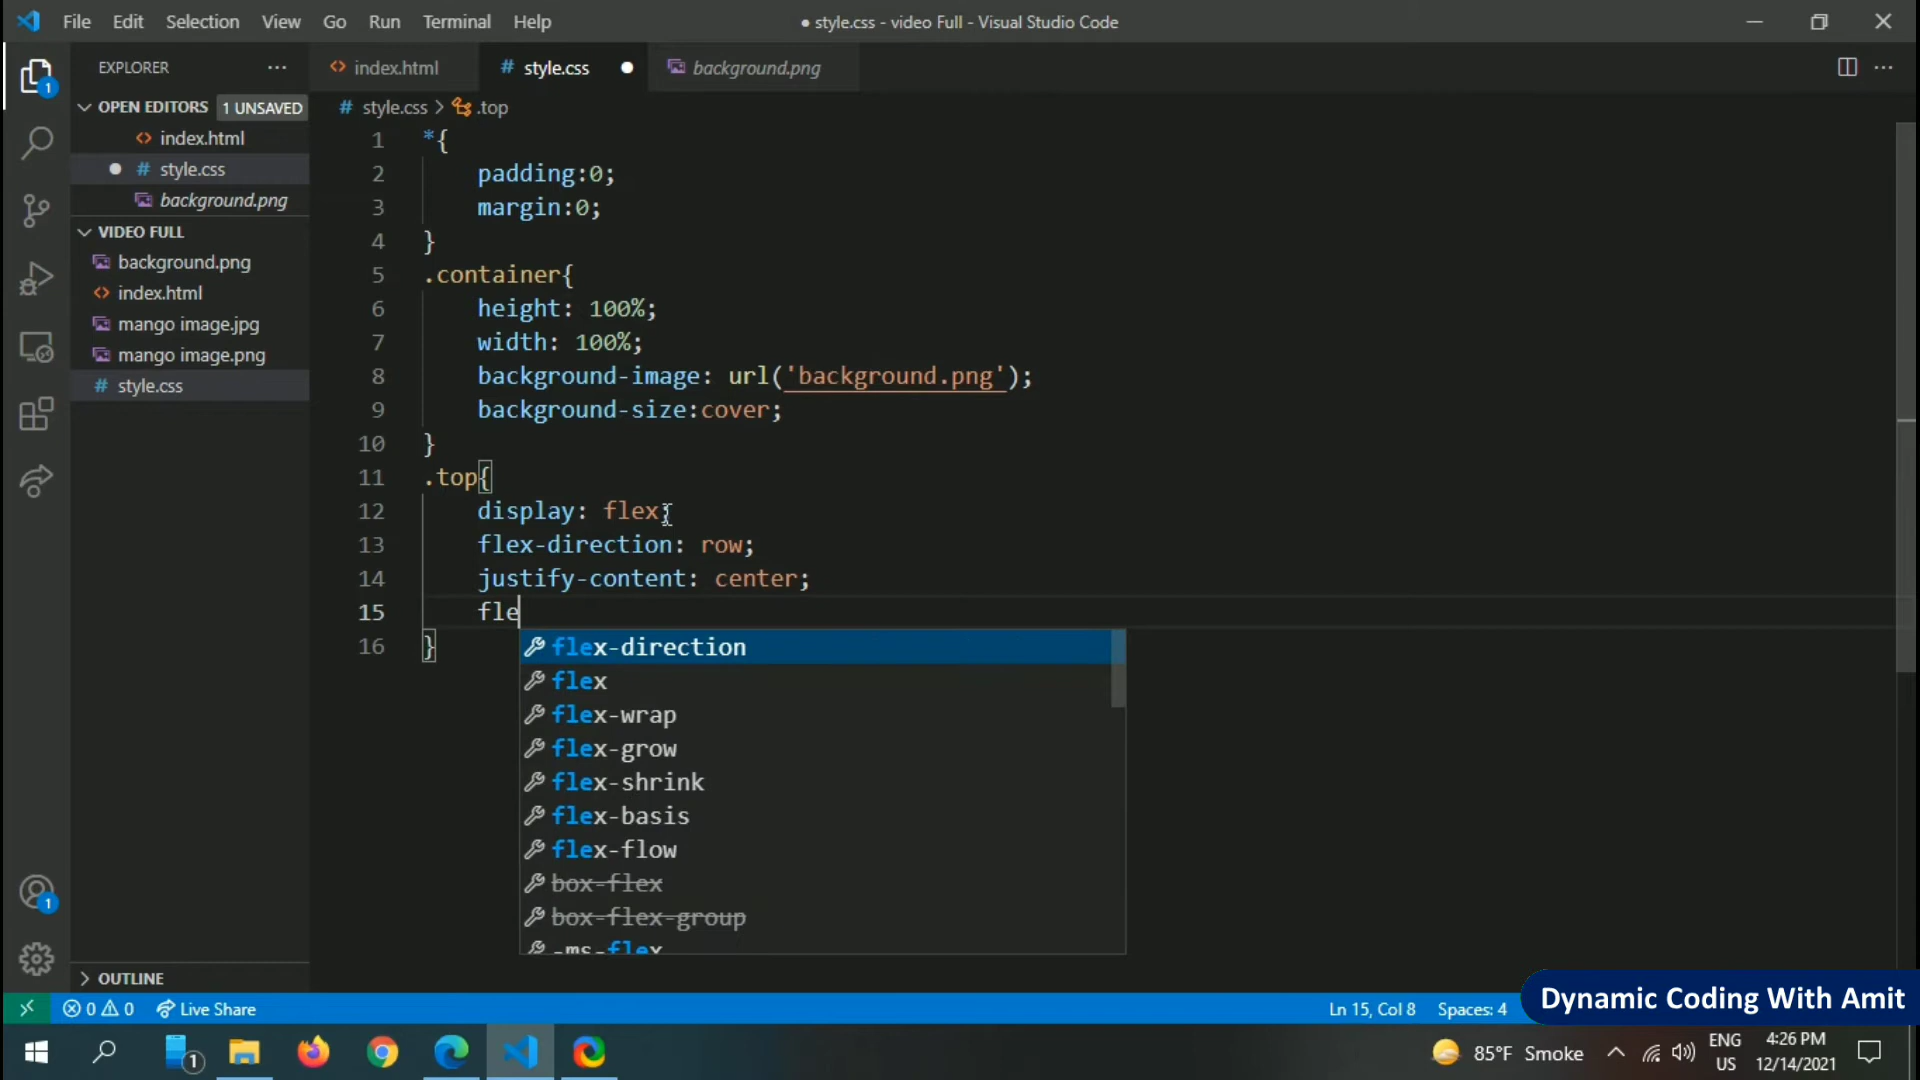 File Edit Selection View Go Run Terminal Help
● style.css - video Full - Visual Studio Code
EXPLORER
index.html
style.css
background.png
OPEN EDITORS 1 UNSAVED
index.html
style.css
background.png
VIDEO FULL
background.png
index.html
mango image.jpg
mango image.png
style.css
OUTLINE
style.css > .top
1 *{
2 padding:0;
3 margin:0;
4 }
5 .container{
6 height: 100%;
7 width: 100%;
8 background-image: url('background.png');
9 background-size:cover;
10 }
11 .top{
12 display: flex;
13 flex-direction: row;
14 justify-content: center;
15 fle
16 }
flex-direction
flex
flex-wrap
flex-grow
flex-shrink
flex-basis
flex-flow
box-flex
box-flex-group
-ms-flex
1
1
0 0 Live Share
Ln 15, Col 8 Spaces: 4
Dynamic Coding With Amit
1
85°F Smoke
ENG
US
4:26 PM
12/14/2021